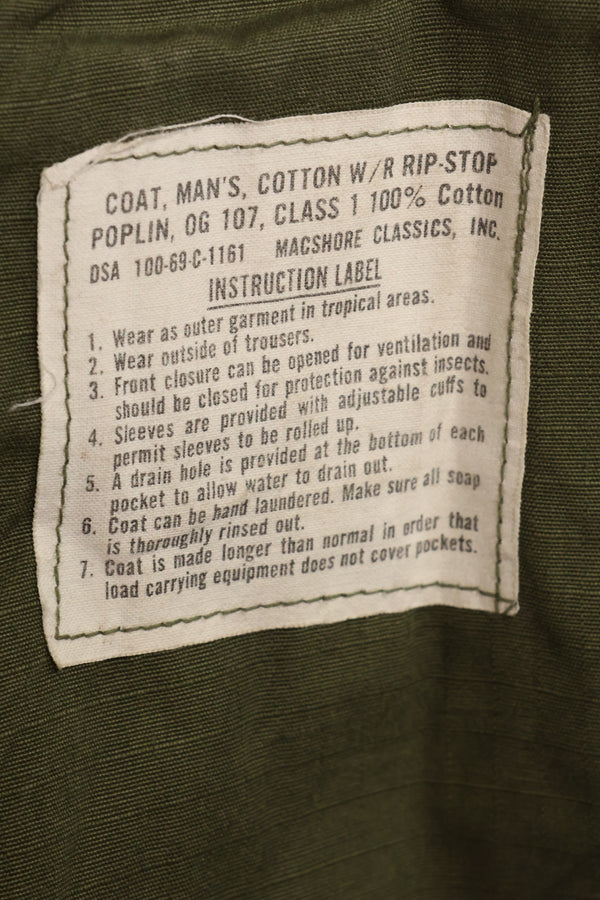 COAT, MAN'S, COTTON W/R RIP-STOP
POPLIN, OG 107, CLASS 1 100% Cotton
DSA 100-69-C-1161 MACSHORE CLASSICS, INC.
INSTRUCTION LABEL
1. Wear as outer garment in tropical areas.
2. Wear outside of trousers.
3. Front closure can be opened for ventilation and
should be closed for protection against insects.
4. Sleeves are provided with adjustable cuffs to
permit sleeves to be rolled up.
5. A drain hole is provided at the bottom of each
pocket to allow water to drain out.
6. Coat can be hand laundered. Make sure all soap
is thoroughly rinsed out.
7. Coat is made longer than normal in order that
load carrying equipment does not cover pockets.